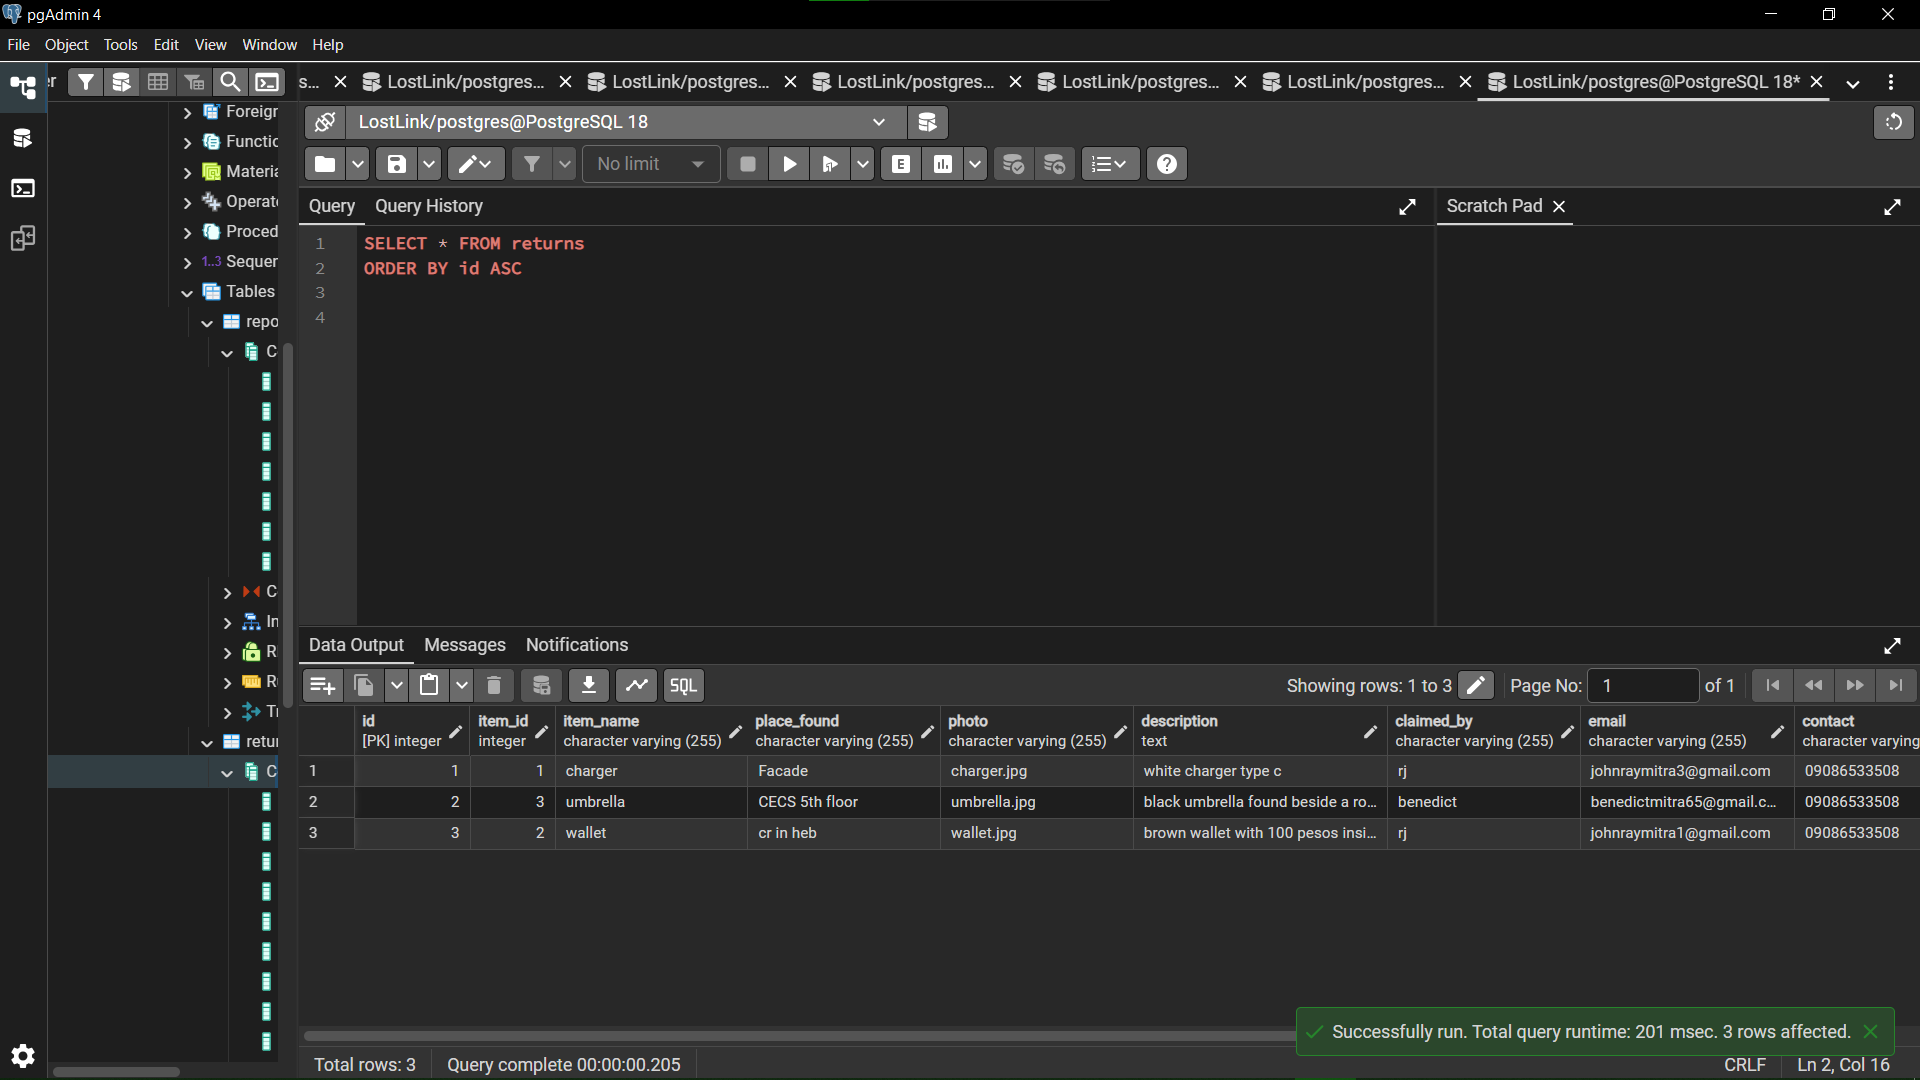 pgAdmin 4
File Object Tools Edit View Window Help
er
s... LostLink/postgres... LostLink/postgres... LostLink/postgres... LostLink/postgres... LostLink/postgres... LostLink/postgres@PostgreSQL 18*
LostLink/postgres@PostgreSQL 18
No limit
E
Query Query History
Scratch Pad
1 SELECT * FROM returns
2 ORDER BY id ASC
3
4
Foreign
Functio
Materia
Operato
Proced
1..3 Sequen
Tables
repo
C
C
In
R
Ru
Tr
retur
C
Data Output Messages Notifications
SQL
Showing rows: 1 to 3 Page No: 1 of 1
id item_id item_name place_found photo description claimed_by email contact
[PK] integer integer character varying (255) character varying (255) character varying (255) text character varying (255) character varying (255) character varying
1 1 1 charger Facade charger.jpg white charger type c rj johnraymitra3@gmail.com 09086533508
2 2 3 umbrella CECS 5th floor umbrella.jpg black umbrella found beside a ro... benedict benedictmitra65@gmail.c... 09086533508
3 3 2 wallet cr in heb wallet.jpg brown wallet with 100 pesos insi... rj johnraymitra1@gmail.com 09086533508
Successfully run. Total query runtime: 201 msec. 3 rows affected.
Total rows: 3 Query complete 00:00:00.205 CRLF Ln 2, Col 16